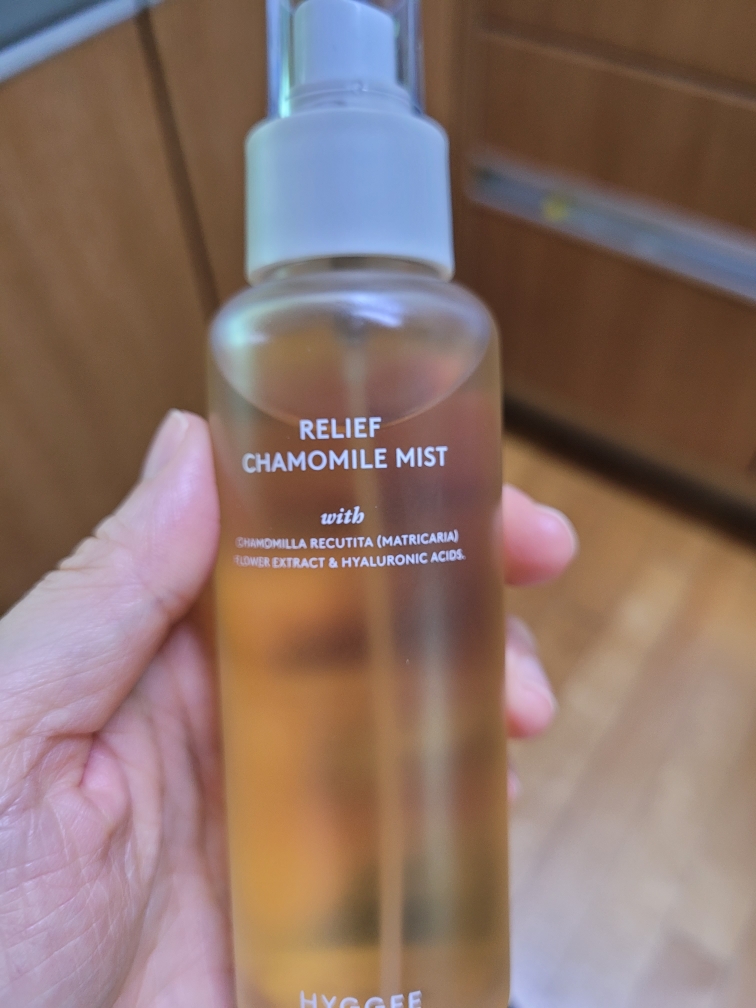 RELIEF
CHAMOMILE MIST
with
CHAMOMILLA RECUTITA (MATRICARIA)
FLOWER EXTRACT & HYALURONIC ACIDS.
HYGGEE